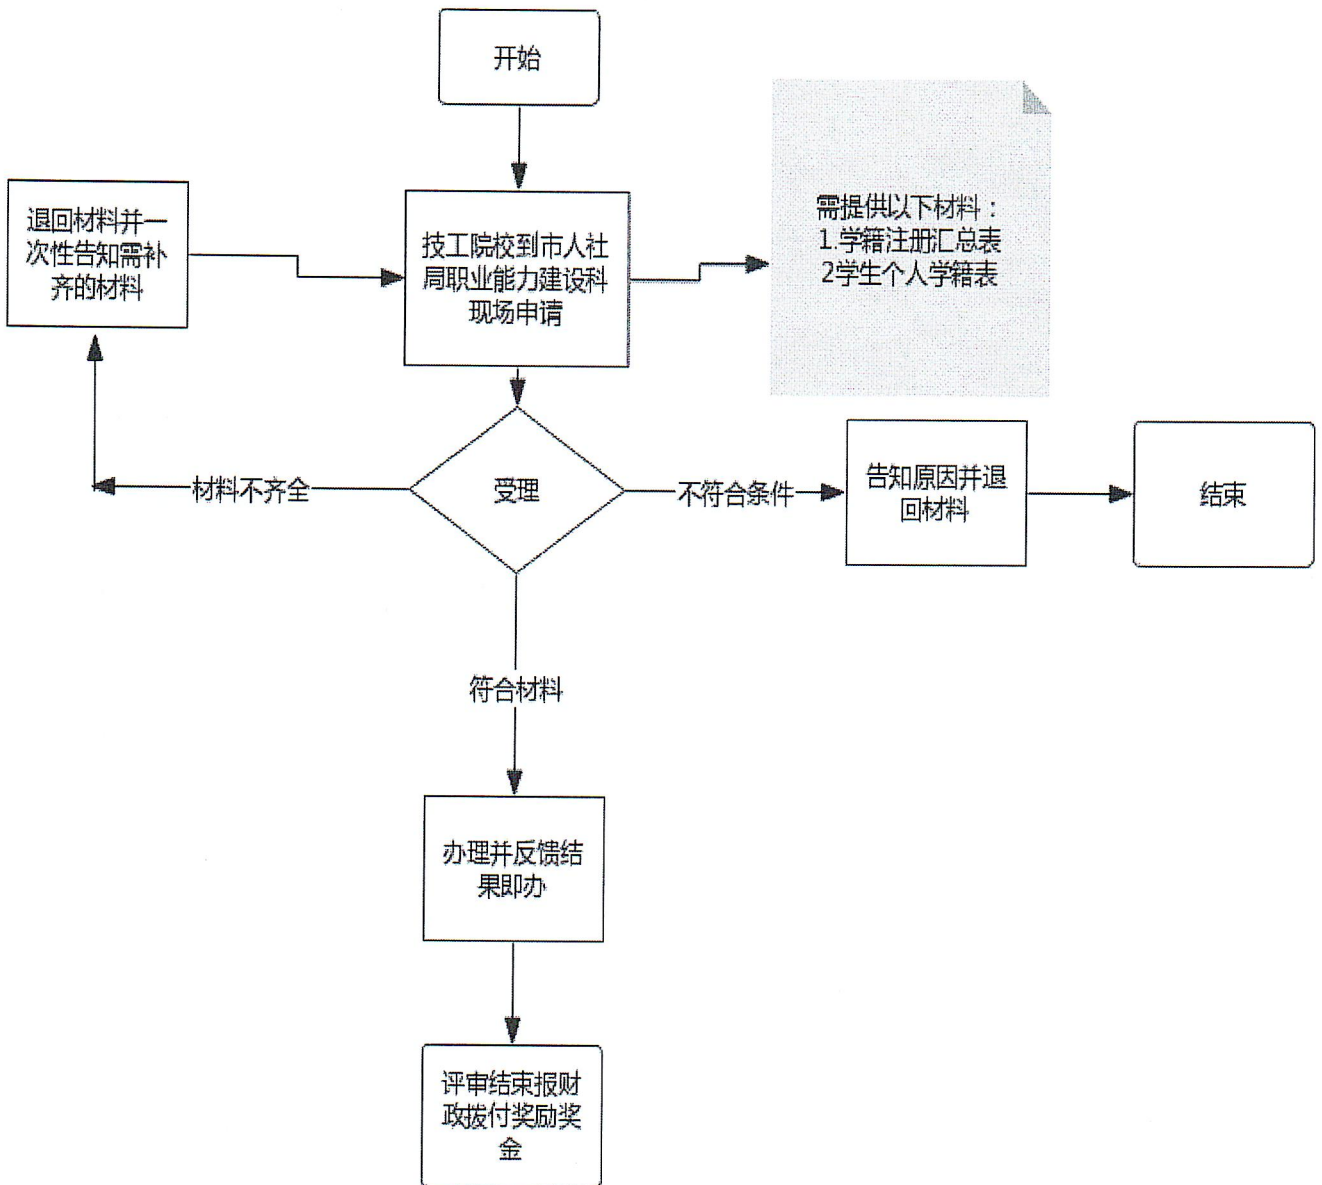 开始
需提供以下材料：
1.学籍注册汇总表
2学生个人学籍表
退回材料并一
次性告知需补
齐的材料
技工院校到市人社
局职业能力建设科
现场申请
材料不齐全
受理
不符合条件
告知原因并退
回材料
结束
符合材料
办理并反馈结
果即办
评审结束报财
政拨付奖励奖
金